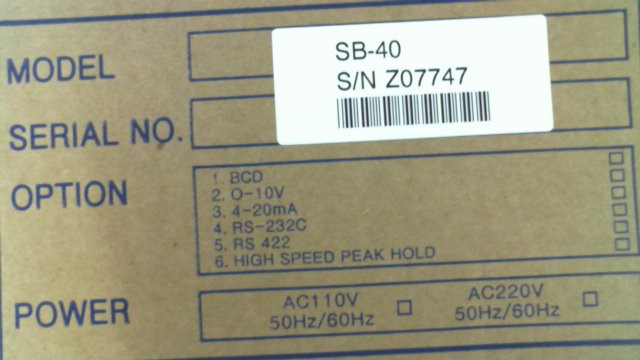 MODEL
SB-40
S/N Z07747
SERIAL NO.
OPTION
1. BCD
2. O-10V
3. 4-20mA
4. RS-232C
5. RS 422
6. HIGH SPEED PEAK HOLD
POWER
AC110V
50Hz/60Hz
AC220V
50Hz/60Hz